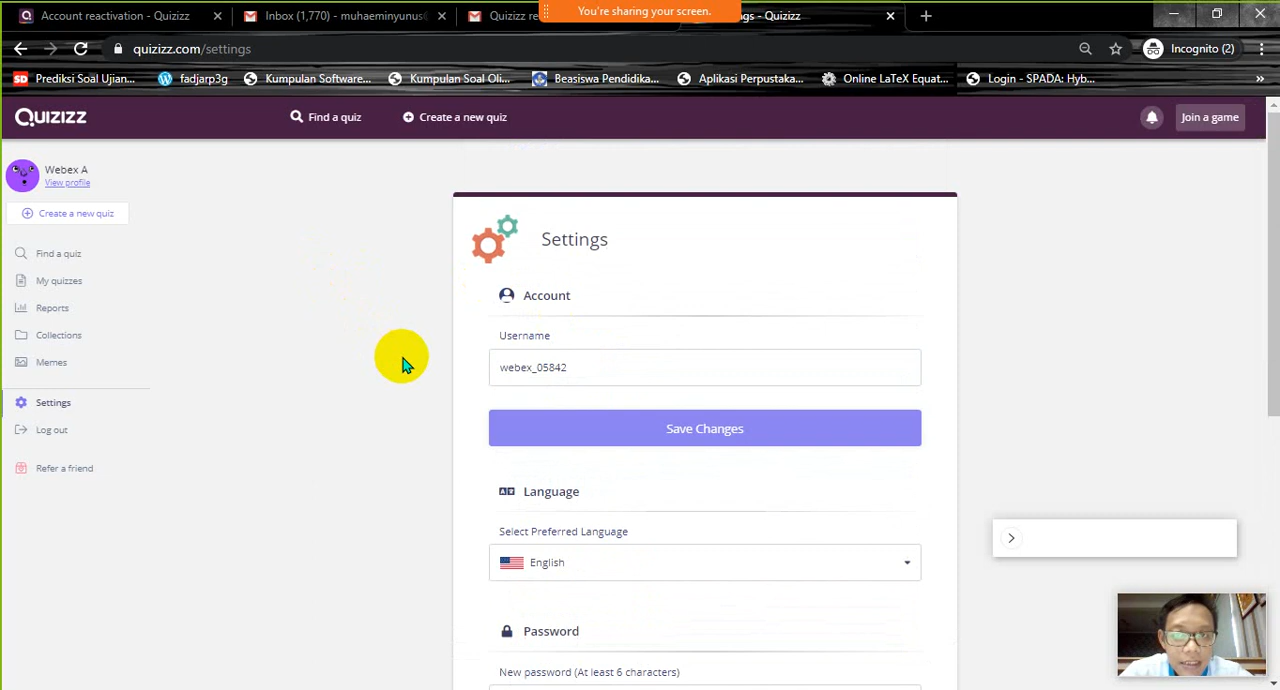 Account reactivation - Quizizz
Inbox (1,770) - muhaeminyunus
Quizizz re
You're sharing your screen.
gs - Quizizz
quizizz.com/settings
Incognito (2)
Prediksi Soal Ujian...
fadjarp3g
Kumpulan Software...
Kumpulan Soal Oli...
Beasiswa Pendidika...
Aplikasi Perpustaka...
Online LaTeX Equat...
Login - SPADA: Hyb...
»
QUIZIZZ
Find a quiz
Create a new quiz
Join a game
Webex A
View profile
Create a new quiz
Find a quiz
My quizzes
Reports
Collections
Memes
Settings
Log out
Refer a friend
Settings
Account
Username
webex_05842
Save Changes
Language
Select Preferred Language
English
Password
New password (At least 6 characters)